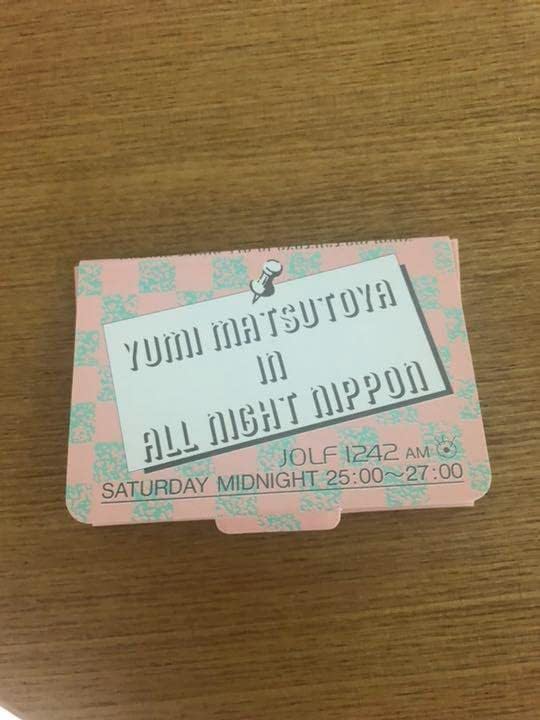 YUMI MATSUTOYA
IN
ALL NIGHT NIPPON
JOLF 1242 AM
SATURDAY MIDNIGHT 25:00~27:00